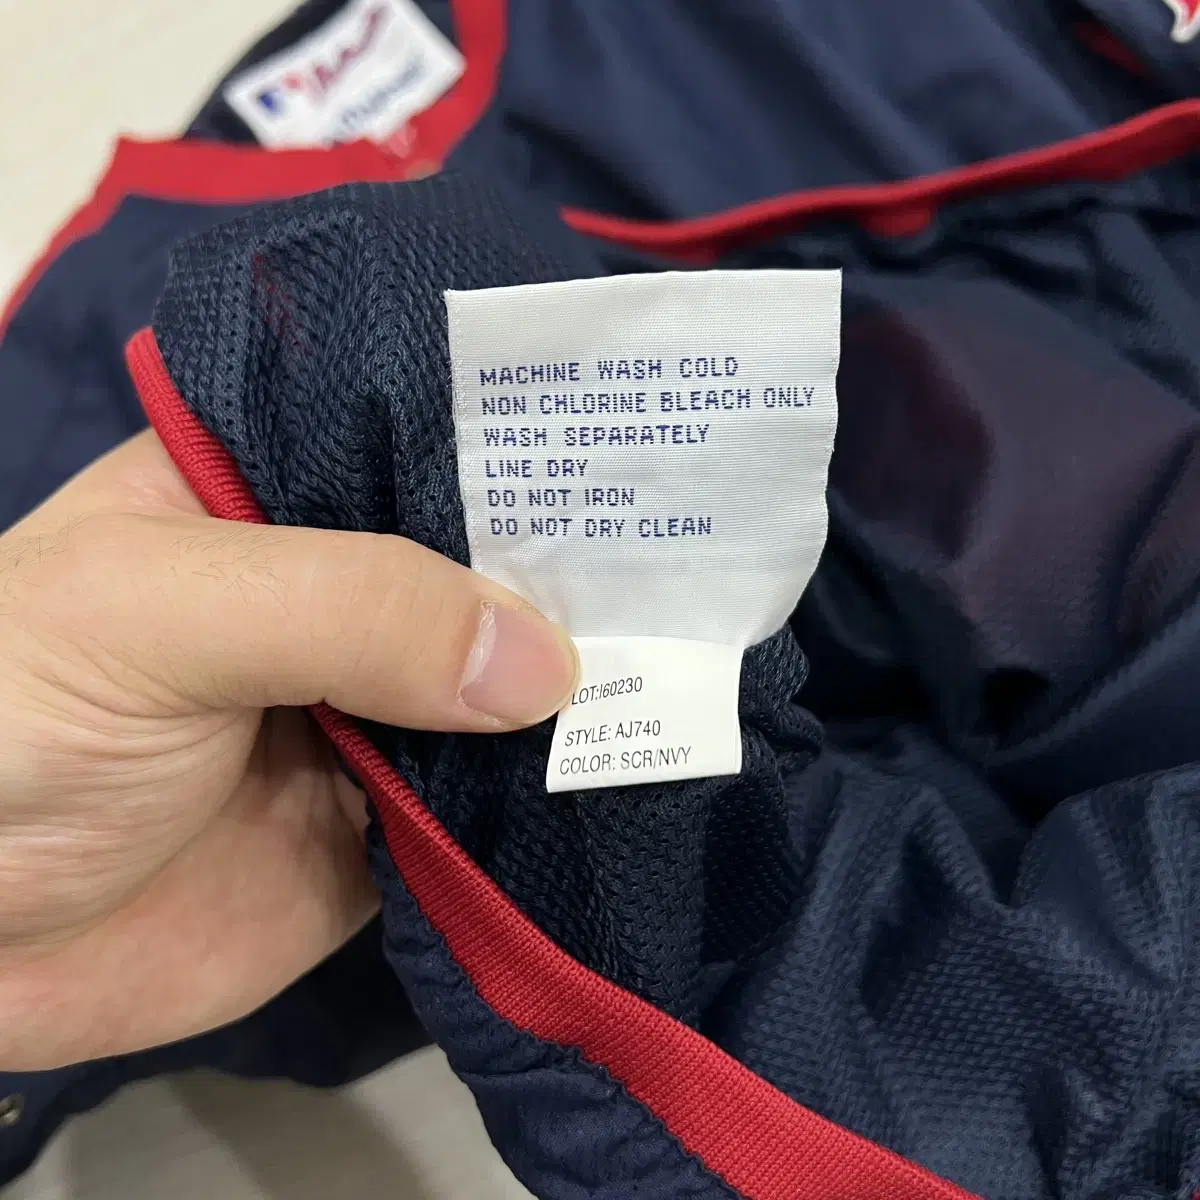 MACHINE WASH COLD
NON CHLORINE BLEACH ONLY
WASH SEPARATELY
LINE DRY
DO NOT IRON
DO NOT DRY CLEAN
LOT:I60230
STYLE: AJ740
COLOR: SCR/NVY